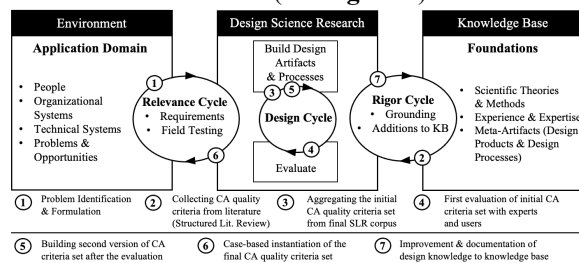 Environment
Design Science Research
Knowledge Base
Application Domain
• People
• Organizational
Systems
• Technical Systems
• Problems &
Opportunities
1
Relevance Cycle
• Requirements
• Field Testing
6
Build Design
Artifacts
& Processes
3 5
Design Cycle
4
Evaluate
7
Rigor Cycle
• Grounding
• Additions to KB
2
Foundations
• Scientific Theories
& Methods
• Experience & Expertise
• Meta-Artifacts (Design
Products & Design
Processes)
1 Problem Identification
& Formulation
2 Collecting CA quality
criteria from literature
(Structured Lit. Review)
3 Aggregating the initial
CA quality criteria set
from final SLR corpus
4 First evaluation of initial CA
criteria set with experts
and users
5 Building second version of CA
criteria set after the evaluation
6 Case-based instantiation of the
final CA quality criteria set
7 Improvement & documentation of
design knowledge to knowledge base